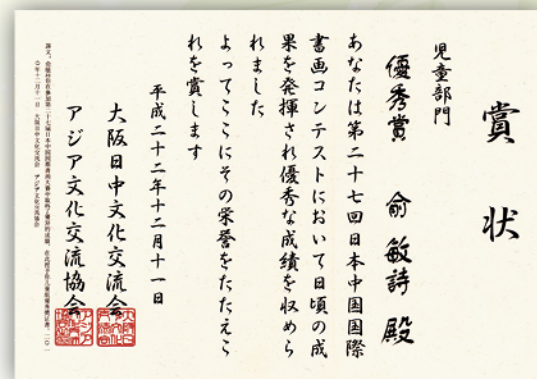 賞状
児童部門
優秀賞 俞敏詩 殿
あなたは第二十七回日本中国国際
書画コンテストにおいて日頃の成
果を発揮され優秀な成績を収めら
れました
よってここにその栄誉をたたえこ
れを賞します
平成二十二年十二月十一日
大阪日中文化交流会
アジア文化交流協会